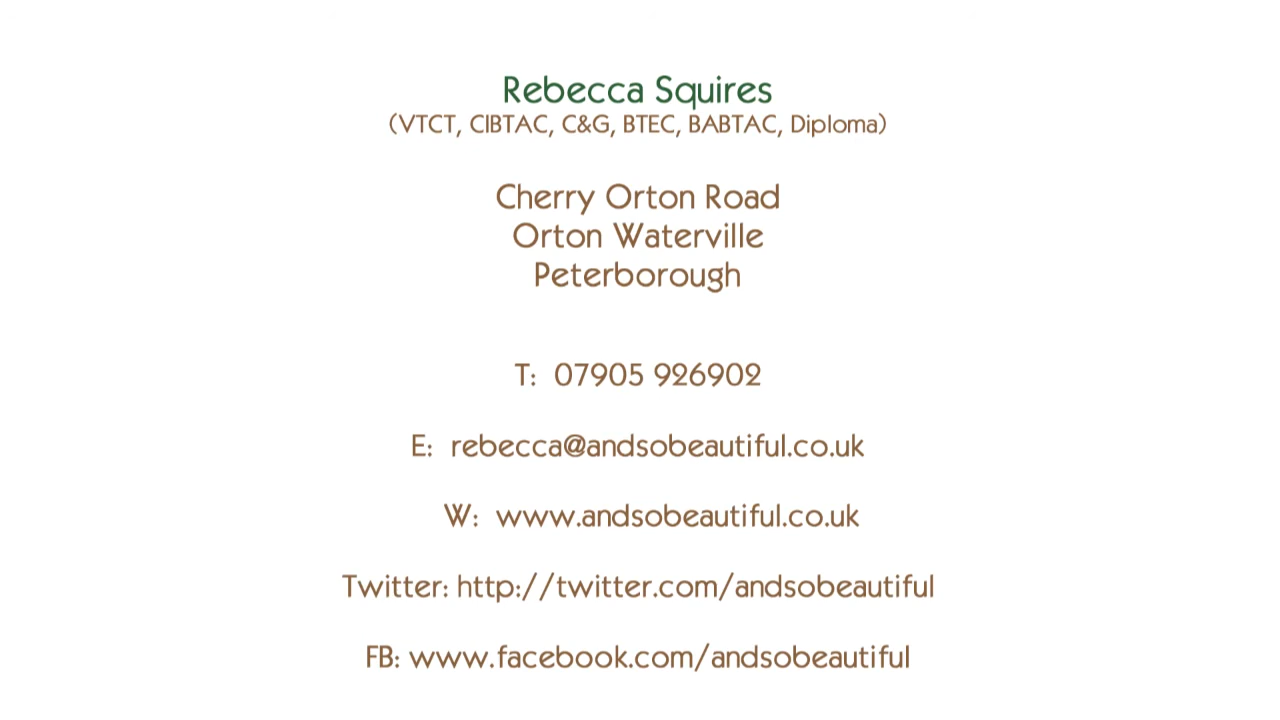 Rebecca Squires
(VTCT, CIBTAC, C&G, BTEC, BABTAC, Diploma)
Cherry Orton Road
Orton Waterville
Peterborough
T: 07905 926902
E: rebecca@andsobeautiful.co.uk
W: www.andsobeautiful.co.uk
Twitter: http://twitter.com/andsobeautiful
FB: www.facebook.com/andsobeautiful